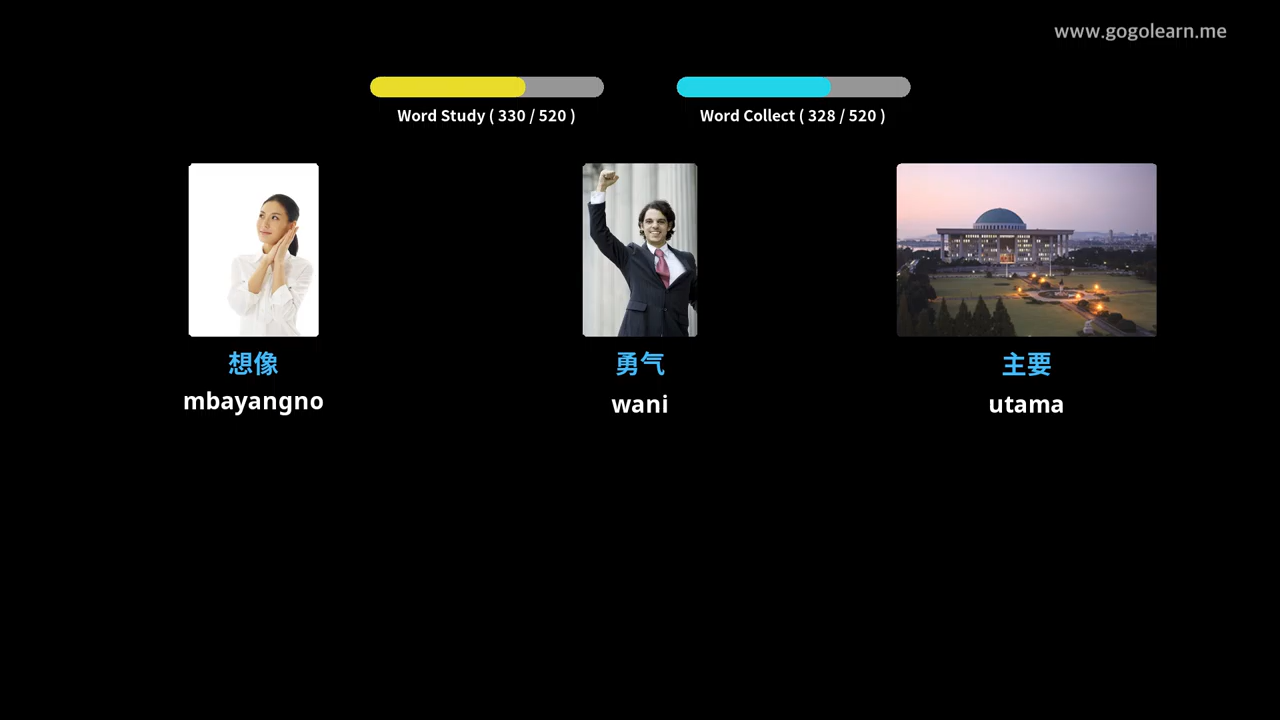 www.gogolearn.me
Word Study ( 330 / 520 )
Word Collect ( 328 / 520 )
想像
勇气
主要
mbayangno
wani
utama